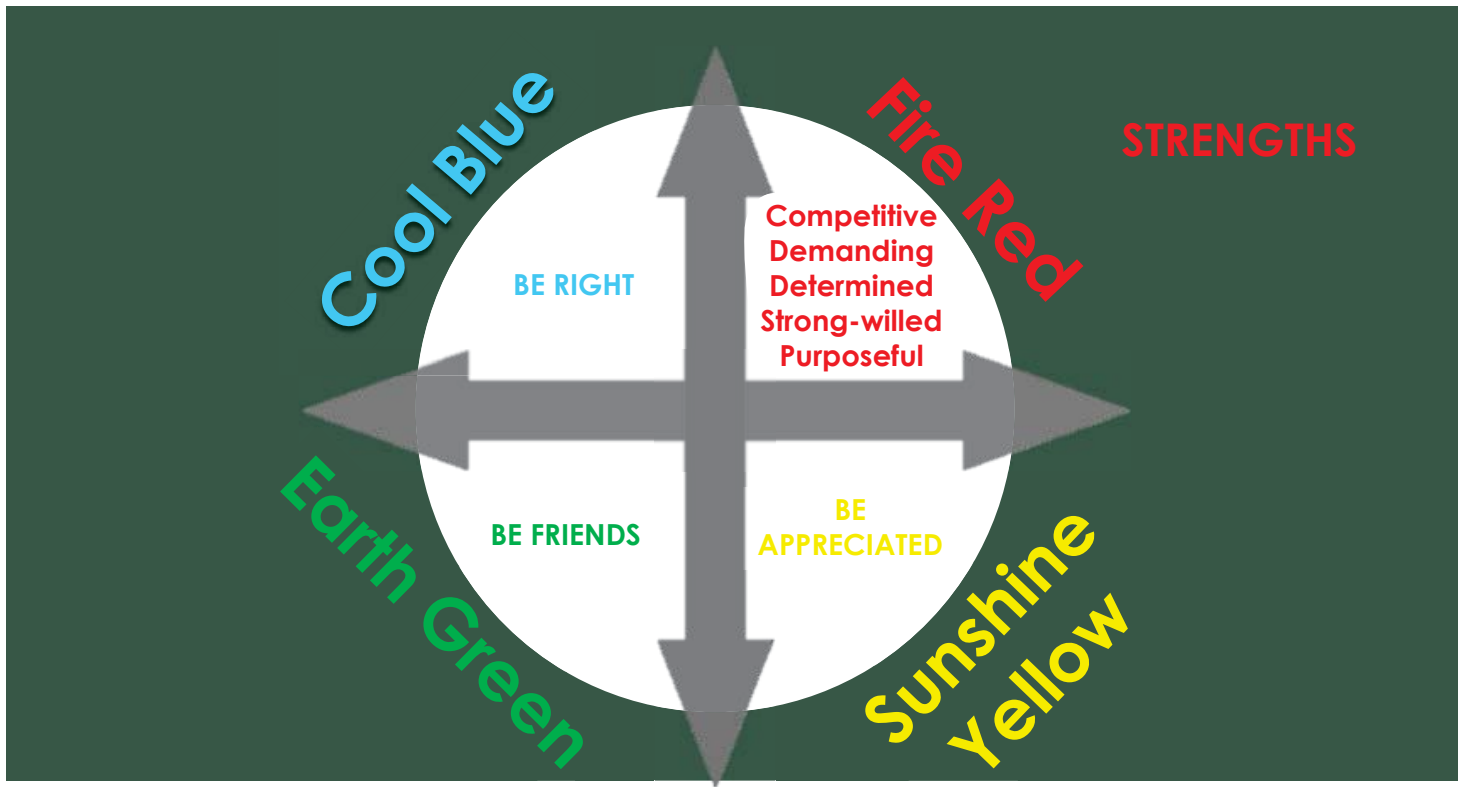 Cool Blue
Fire Red
STRENGTHS
Competitive
Demanding
Determined
Strong-willed
Purposeful
BE RIGHT
BE FRIENDS
BE
APPRECIATED
Earth Green
Sunshine
Yellow